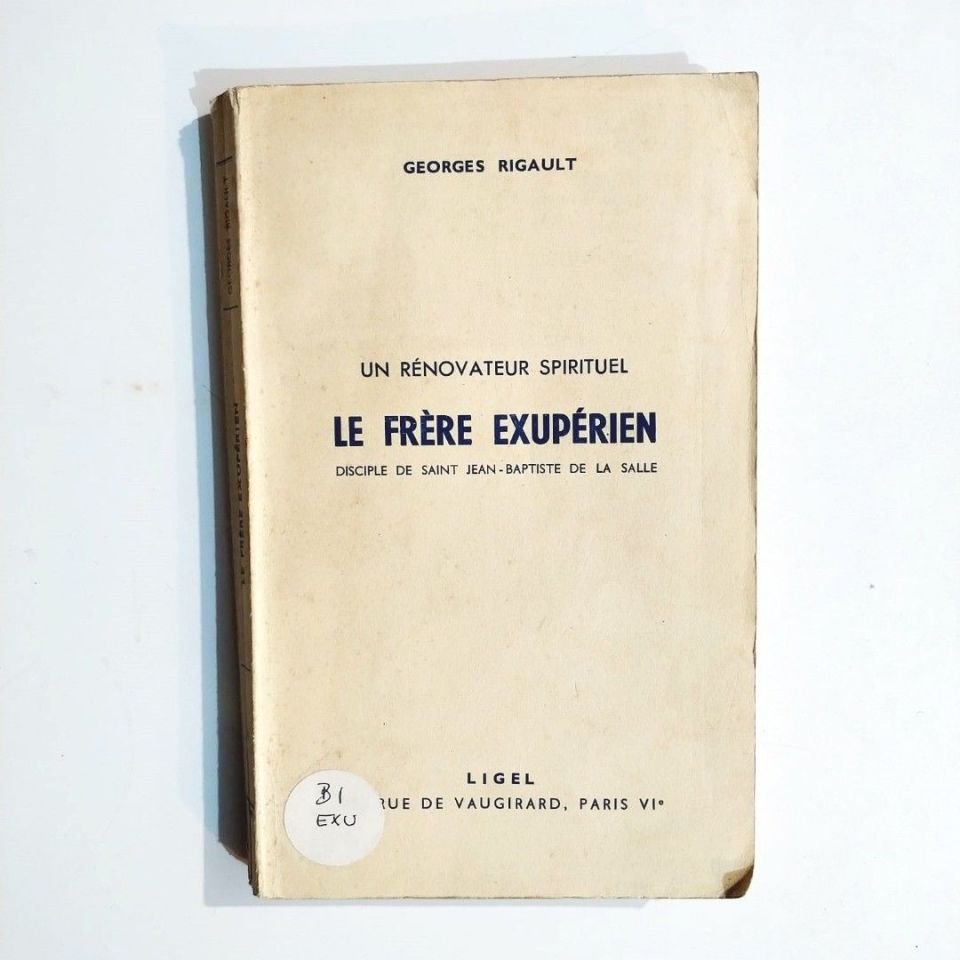 GEORGES RIGAULT
UN RÉNOVATEUR SPIRITUEL
LE FRÈRE EXUPÉRIEN
DISCIPLE DE SAINT JEAN-BAPTISTE DE LA SALLE
LIGEL
RUE DE VAUGIRARD, PARIS VIe
B1
EXU
GEORGES RIGAULT
LE FRÈRE EXUPÉRIEN